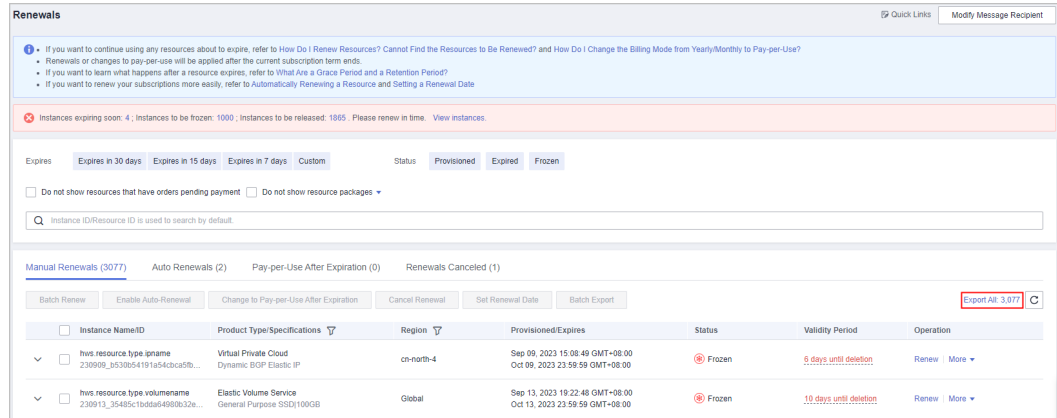 Renewals
Quick Links
Modify Message Recipient
If you want to continue using any resources about to expire, refer to How Do I Renew Resources? Cannot Find the Resources to Be Renewed? and How Do I Change the Billing Mode from Yearly/Monthly to Pay-per-Use?
Renewals or changes to pay-per-use will be applied after the current subscription term ends.
If you want to learn what happens after a resource expires, refer to What Are a Grace Period and a Retention Period?
If you want to renew your subscriptions more easily, refer to Automatically Renewing a Resource and Setting a Renewal Date
Instances expiring soon: 4 ; Instances to be frozen: 1000 ; Instances to be released: 1865 . Please renew in time. View instances.
Expires Expires in 30 days Expires in 15 days Expires in 7 days Custom Status Provisioned Expired Frozen
Do not show resources that have orders pending payment Do not show resource packages
Instance ID/Resource ID is used to search by default.
Manual Renewals (3077) Auto Renewals (2) Pay-per-Use After Expiration (0) Renewals Canceled (1)
Batch Renew Enable Auto-Renewal Change to Pay-per-Use After Expiration Cancel Renewal Set Renewal Date Batch Export Export All: 3,077
Instance Name/ID Product Type/Specifications Region Provisioned/Expires Status Validity Period Operation
hws.resource.type.ipname Virtual Private Cloud cn-north-4 Sep 09, 2023 15:08:49 GMT+08:00 Frozen 6 days until deletion Renew More
230909_b530b54191a54cbca5fb... Dynamic BGP Elastic IP Oct 09, 2023 23:59:59 GMT+08:00
hws.resource.type.volumename Elastic Volume Service Global Sep 13, 2023 19:22:48 GMT+08:00 Frozen 10 days until deletion Renew More
230913_35485c1bdda64980b32e... General Purpose SSD|100GB Oct 13, 2023 23:59:59 GMT+08:00